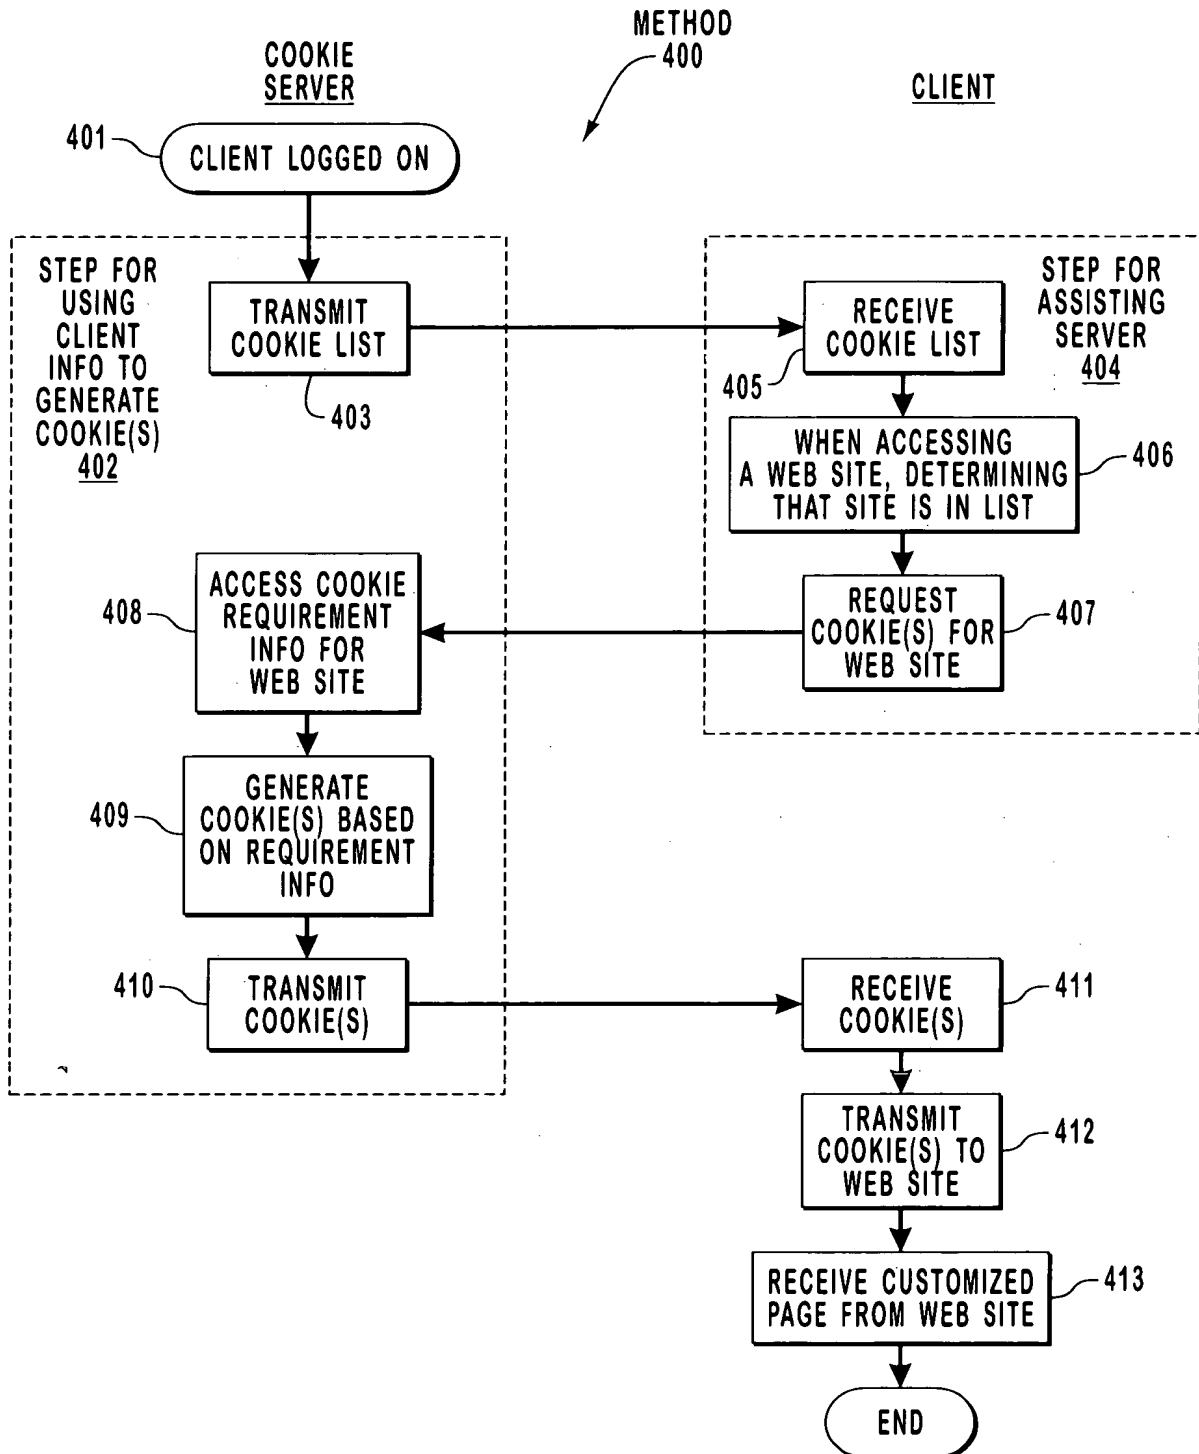 METHOD
400
COOKIE
SERVER
CLIENT
401
CLIENT LOGGED ON
STEP FOR
USING
CLIENT
INFO TO
GENERATE
COOKIE(S)
402
TRANSMIT
COOKIE LIST
403
RECEIVE
COOKIE LIST
405
STEP FOR
ASSISTING
SERVER
404
WHEN ACCESSING
A WEB SITE, DETERMINING
THAT SITE IS IN LIST
406
408
ACCESS COOKIE
REQUIREMENT
INFO FOR
WEB SITE
REQUEST
COOKIE(S) FOR
WEB SITE
407
409
GENERATE
COOKIE(S) BASED
ON REQUIREMENT
INFO
410
TRANSMIT
COOKIE(S)
RECEIVE
COOKIE(S)
411
TRANSMIT
COOKIE(S) TO
WEB SITE
412
RECEIVE CUSTOMIZED
PAGE FROM WEB SITE
413
END